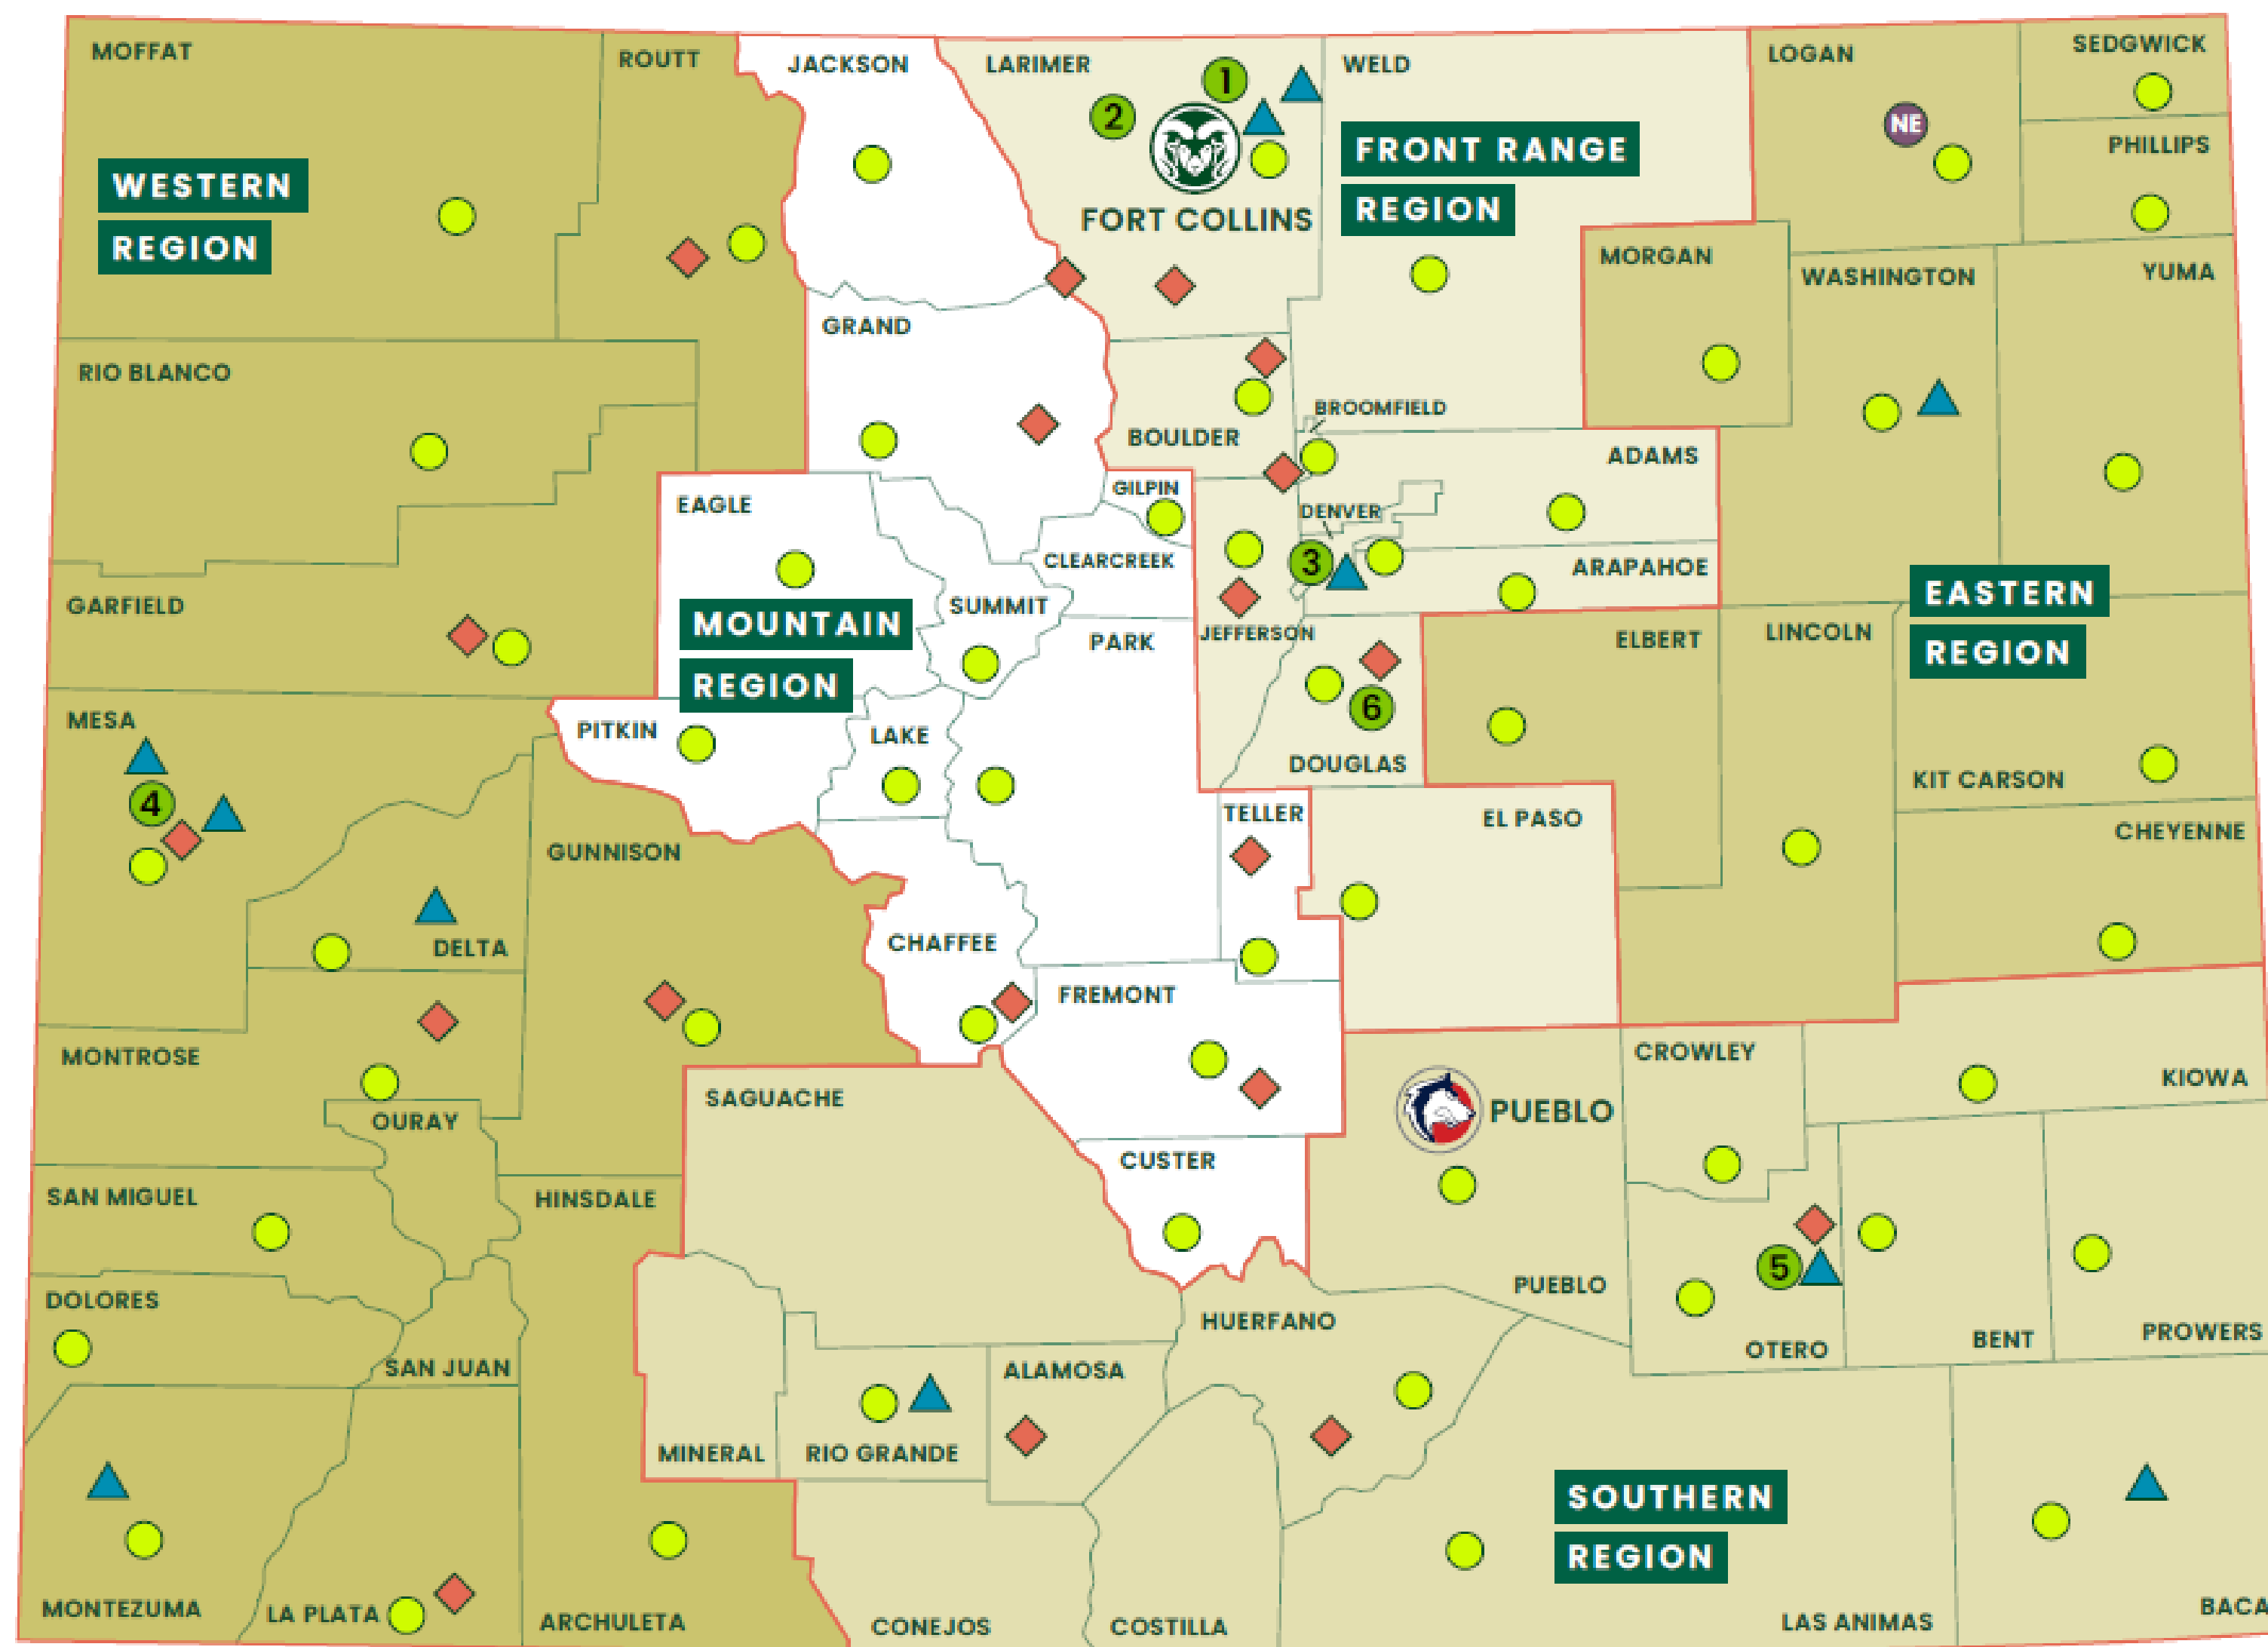 MOFFAT
ROUTT
JACKSON
LARIMER
WELD
LOGAN
SEDGWICK
1
2
NE
PHILLIPS
WESTERN
REGION
FORT COLLINS
FRONT RANGE
REGION
MORGAN
WASHINGTON
YUMA
GRAND
RIO BLANCO
BOULDER
BROOMFIELD
ADAMS
EAGLE
GILPIN
DENVER
CLEARCREEK
3
ARAPAHOE
GARFIELD
SUMMIT
MOUNTAIN
REGION
PARK
JEFFERSON
ELBERT
LINCOLN
EASTERN
REGION
MESA
PITKIN
LAKE
6
DOUGLAS
KIT CARSON
4
TELLER
EL PASO
CHEYENNE
GUNNISON
DELTA
CHAFFEE
FREMONT
MONTROSE
CROWLEY
KIOWA
OURAY
SAGUACHE
PUEBLO
CUSTER
SAN MIGUEL
HINSDALE
5
DOLORES
PUEBLO
HUERFANO
OTERO
BENT
PROWERS
SAN JUAN
ALAMOSA
MINERAL
RIO GRANDE
SOUTHERN
REGION
MONTEZUMA
LA PLATA
ARCHULETA
CONEJOS
COSTILLA
LAS ANIMAS
BACA